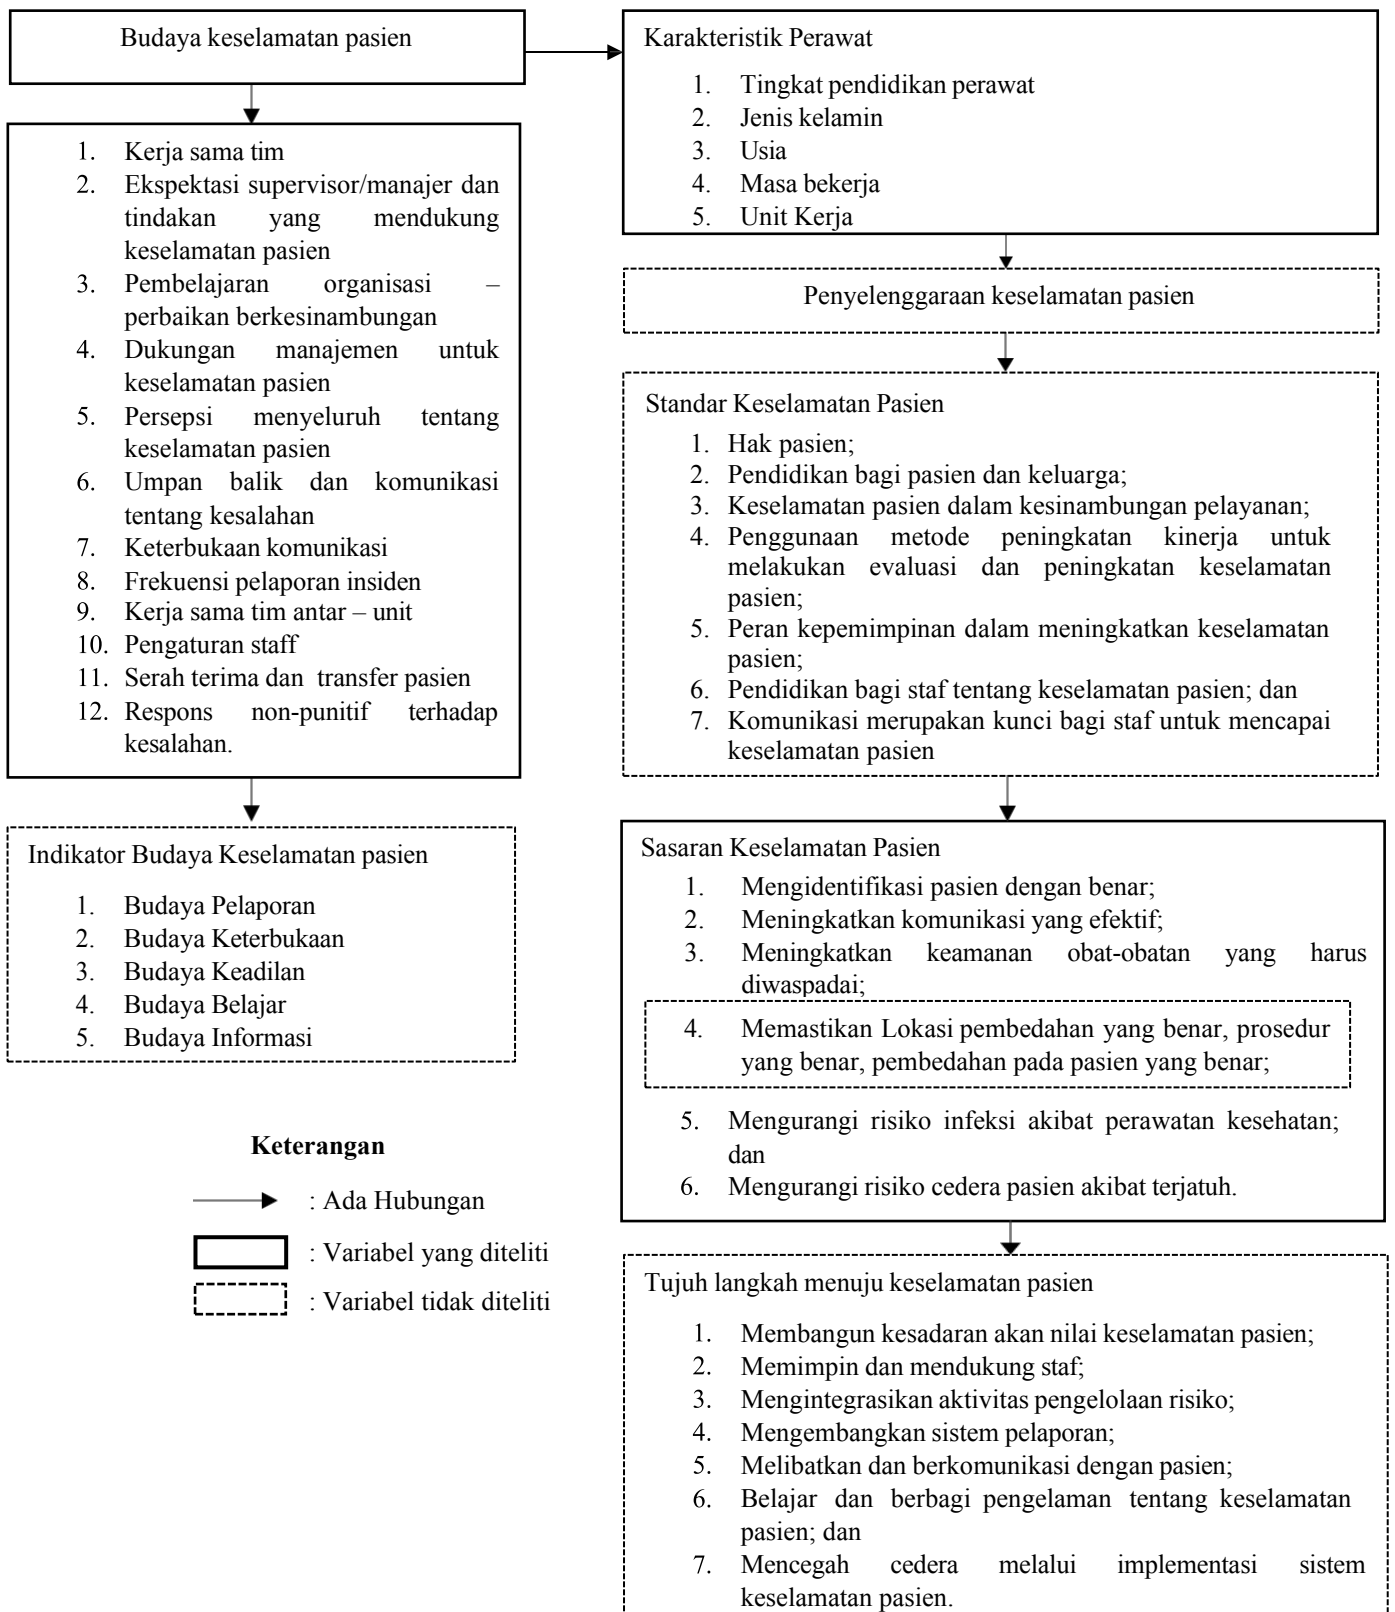 Budaya keselamatan pasien
1. Kerja sama tim
2. Ekspektasi supervisor/manajer dan
tindakan yang mendukung
keselamatan pasien
3. Pembelajaran organisasi –
perbaikan berkesinambungan
4. Dukungan manajemen untuk
keselamatan pasien
5. Persepsi menyeluruh tentang
keselamatan pasien
6. Umpan balik dan komunikasi
tentang kesalahan
7. Keterbukaan komunikasi
8. Frekuensi pelaporan insiden
9. Kerja sama tim antar – unit
10. Pengaturan staff
11. Serah terima dan transfer pasien
12. Respons non-punitif terhadap
kesalahan.
Indikator Budaya Keselamatan pasien
1. Budaya Pelaporan
2. Budaya Keterbukaan
3. Budaya Keadilan
4. Budaya Belajar
5. Budaya Informasi
Keterangan
: Ada Hubungan
: Variabel yang diteliti
: Variabel tidak diteliti
Karakteristik Perawat
1. Tingkat pendidikan perawat
2. Jenis kelamin
3. Usia
4. Masa bekerja
5. Unit Kerja
Penyelenggaraan keselamatan pasien
Standar Keselamatan Pasien
1. Hak pasien;
2. Pendidikan bagi pasien dan keluarga;
3. Keselamatan pasien dalam kesinambungan pelayanan;
4. Penggunaan metode peningkatan kinerja untuk
melakukan evaluasi dan peningkatan keselamatan
pasien;
5. Peran kepemimpinan dalam meningkatkan keselamatan
pasien;
6. Pendidikan bagi staf tentang keselamatan pasien; dan
7. Komunikasi merupakan kunci bagi staf untuk mencapai
keselamatan pasien
Sasaran Keselamatan Pasien
1. Mengidentifikasi pasien dengan benar;
2. Meningkatkan komunikasi yang efektif;
3. Meningkatkan keamanan obat-obatan yang harus
diwaspadai;
4. Memastikan Lokasi pembedahan yang benar, prosedur
yang benar, pembedahan pada pasien yang benar;
5. Mengurangi risiko infeksi akibat perawatan kesehatan;
dan
6. Mengurangi risiko cedera pasien akibat terjatuh.
Tujuh langkah menuju keselamatan pasien
1. Membangun kesadaran akan nilai keselamatan pasien;
2. Memimpin dan mendukung staf;
3. Mengintegrasikan aktivitas pengelolaan risiko;
4. Mengembangkan sistem pelaporan;
5. Melibatkan dan berkomunikasi dengan pasien;
6. Belajar dan berbagi pengelaman tentang keselamatan
pasien; dan
7. Mencegah cedera melalui implementasi sistem
keselamatan pasien.